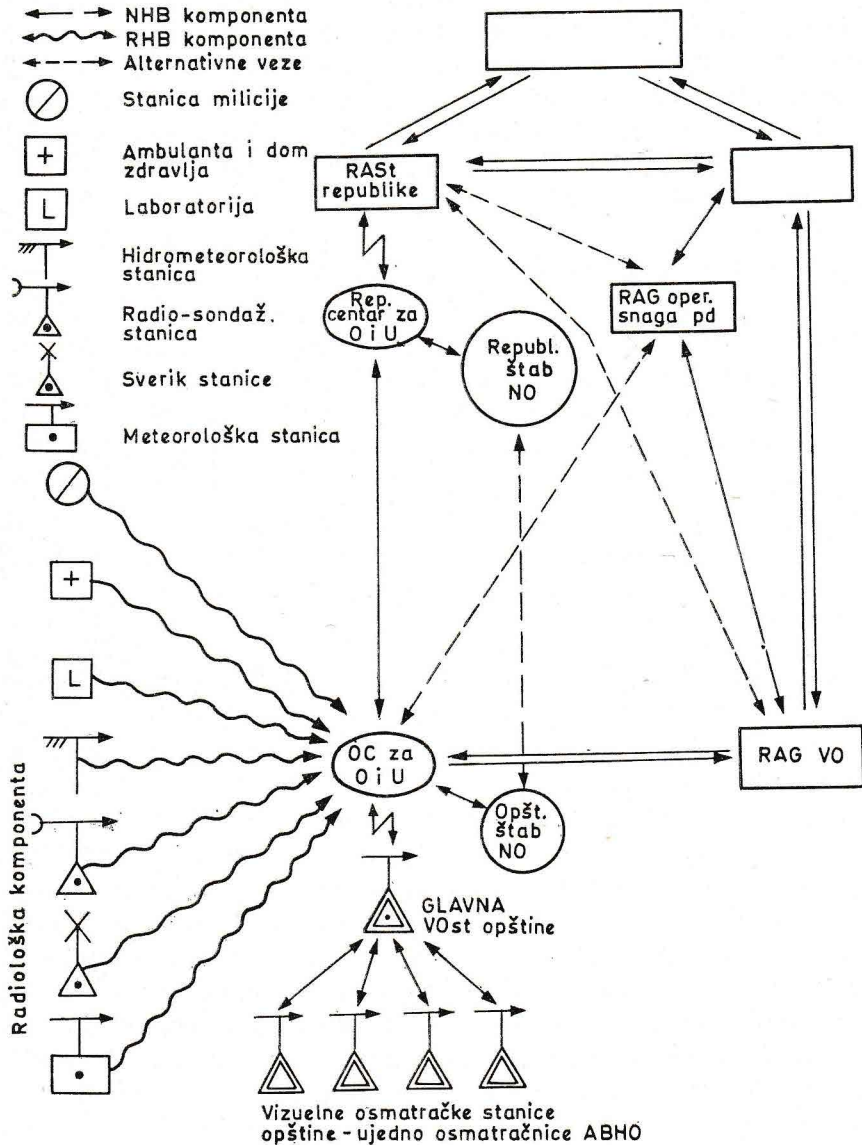 NHB komponenta
RHB komponenta
Alternativne veze
Stanica milicije
Ambulanta i dom
zdravlja
+
L
Laboratorija
Hidrometeorološka
stanica
Radio-sondaž.
stanica
Sverik stanice
Meteorološka stanica
RASt
republike
Rep.
centar za
O i U
Republ.
štab
NO
RAG oper.
snaga pd
+
L
OC za
O i U
RAG VO
Opšt.
štab
NO
GLAVNA
VOst opštine
Radiološka komponenta
Vizuelne osmatračke stanice
opštine - ujedno osmatračnice ABHO